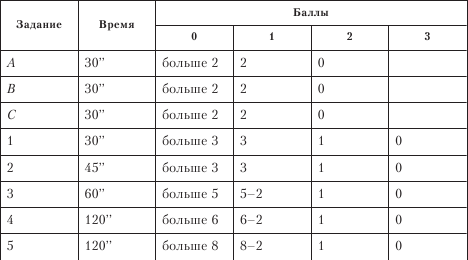 Задание Время Баллы
0 1 2 3
A 30” больше 2 2 0
B 30” больше 2 2 0
C 30” больше 2 2 0
1 30” больше 3 3 1 0
2 45” больше 3 3 1 0
3 60” больше 5 5–2 1 0
4 120” больше 6 6–2 1 0
5 120” больше 8 8–2 1 0